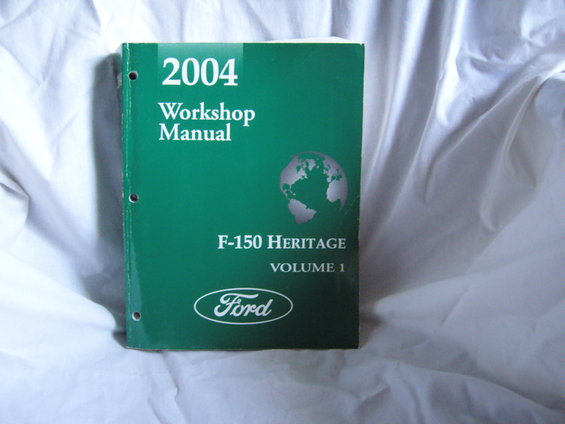 2004
Workshop
Manual
F-150 HERITAGE
VOLUME 1
Ford